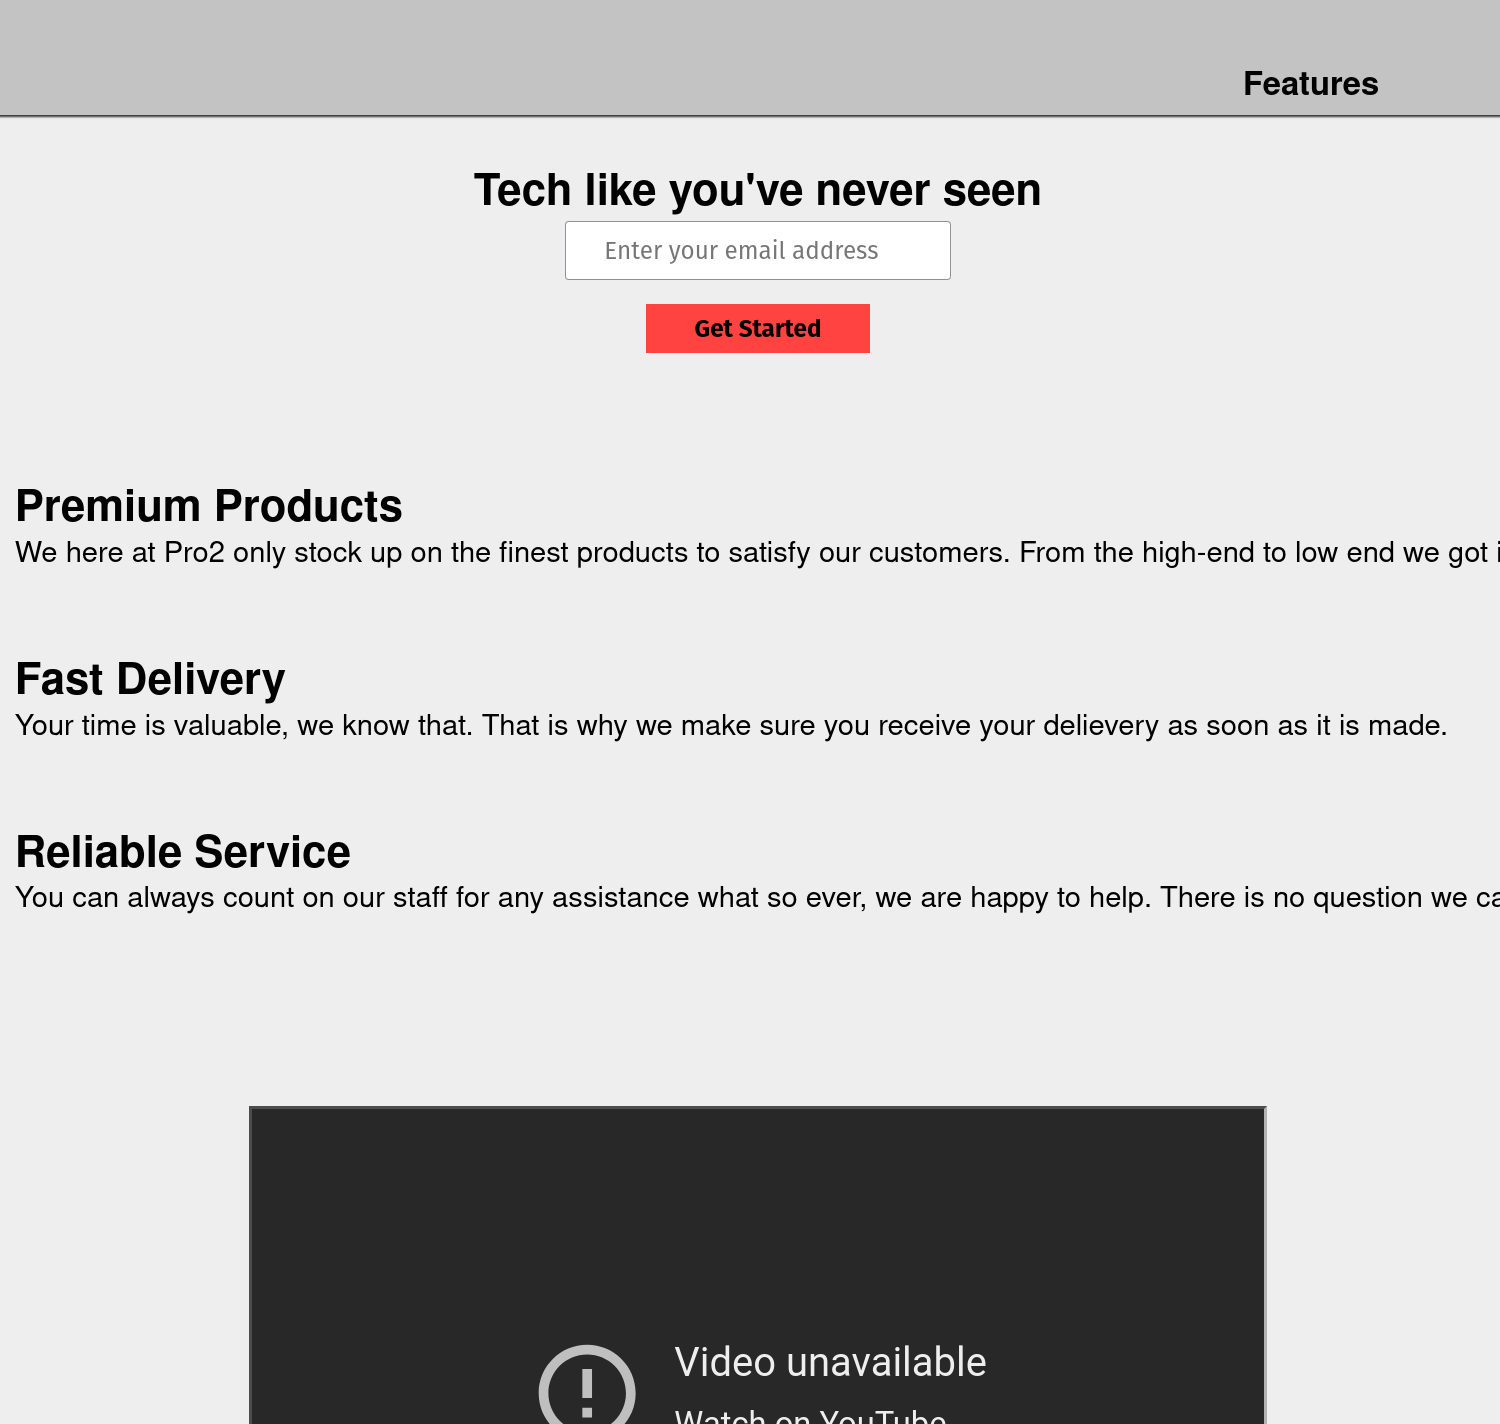 Features
Tech like you've never seen
Enter your email address
Get Started
Premium Products
We here at Pro2 only stock up on the finest products to satisfy our customers. From the high-end to low end we got
Fast Delivery
Your time is valuable, we know that. That is why we make sure you receive your delievery as soon as it is made.
Reliable Service
You can always count on our staff for any assistance what so ever, we are happy to help. There is no question we
Video unavailable
Watch on YouTube